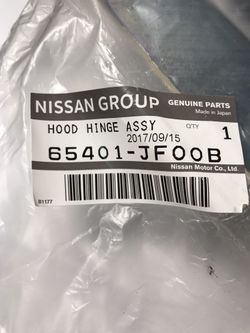 NISSAN GROUP GENUINE PARTS
Made in Japan
HOOD HINGE ASSY QTY
2017/09/15 1
65401-JF00B
Nissan Motor Co., Ltd.
B1177